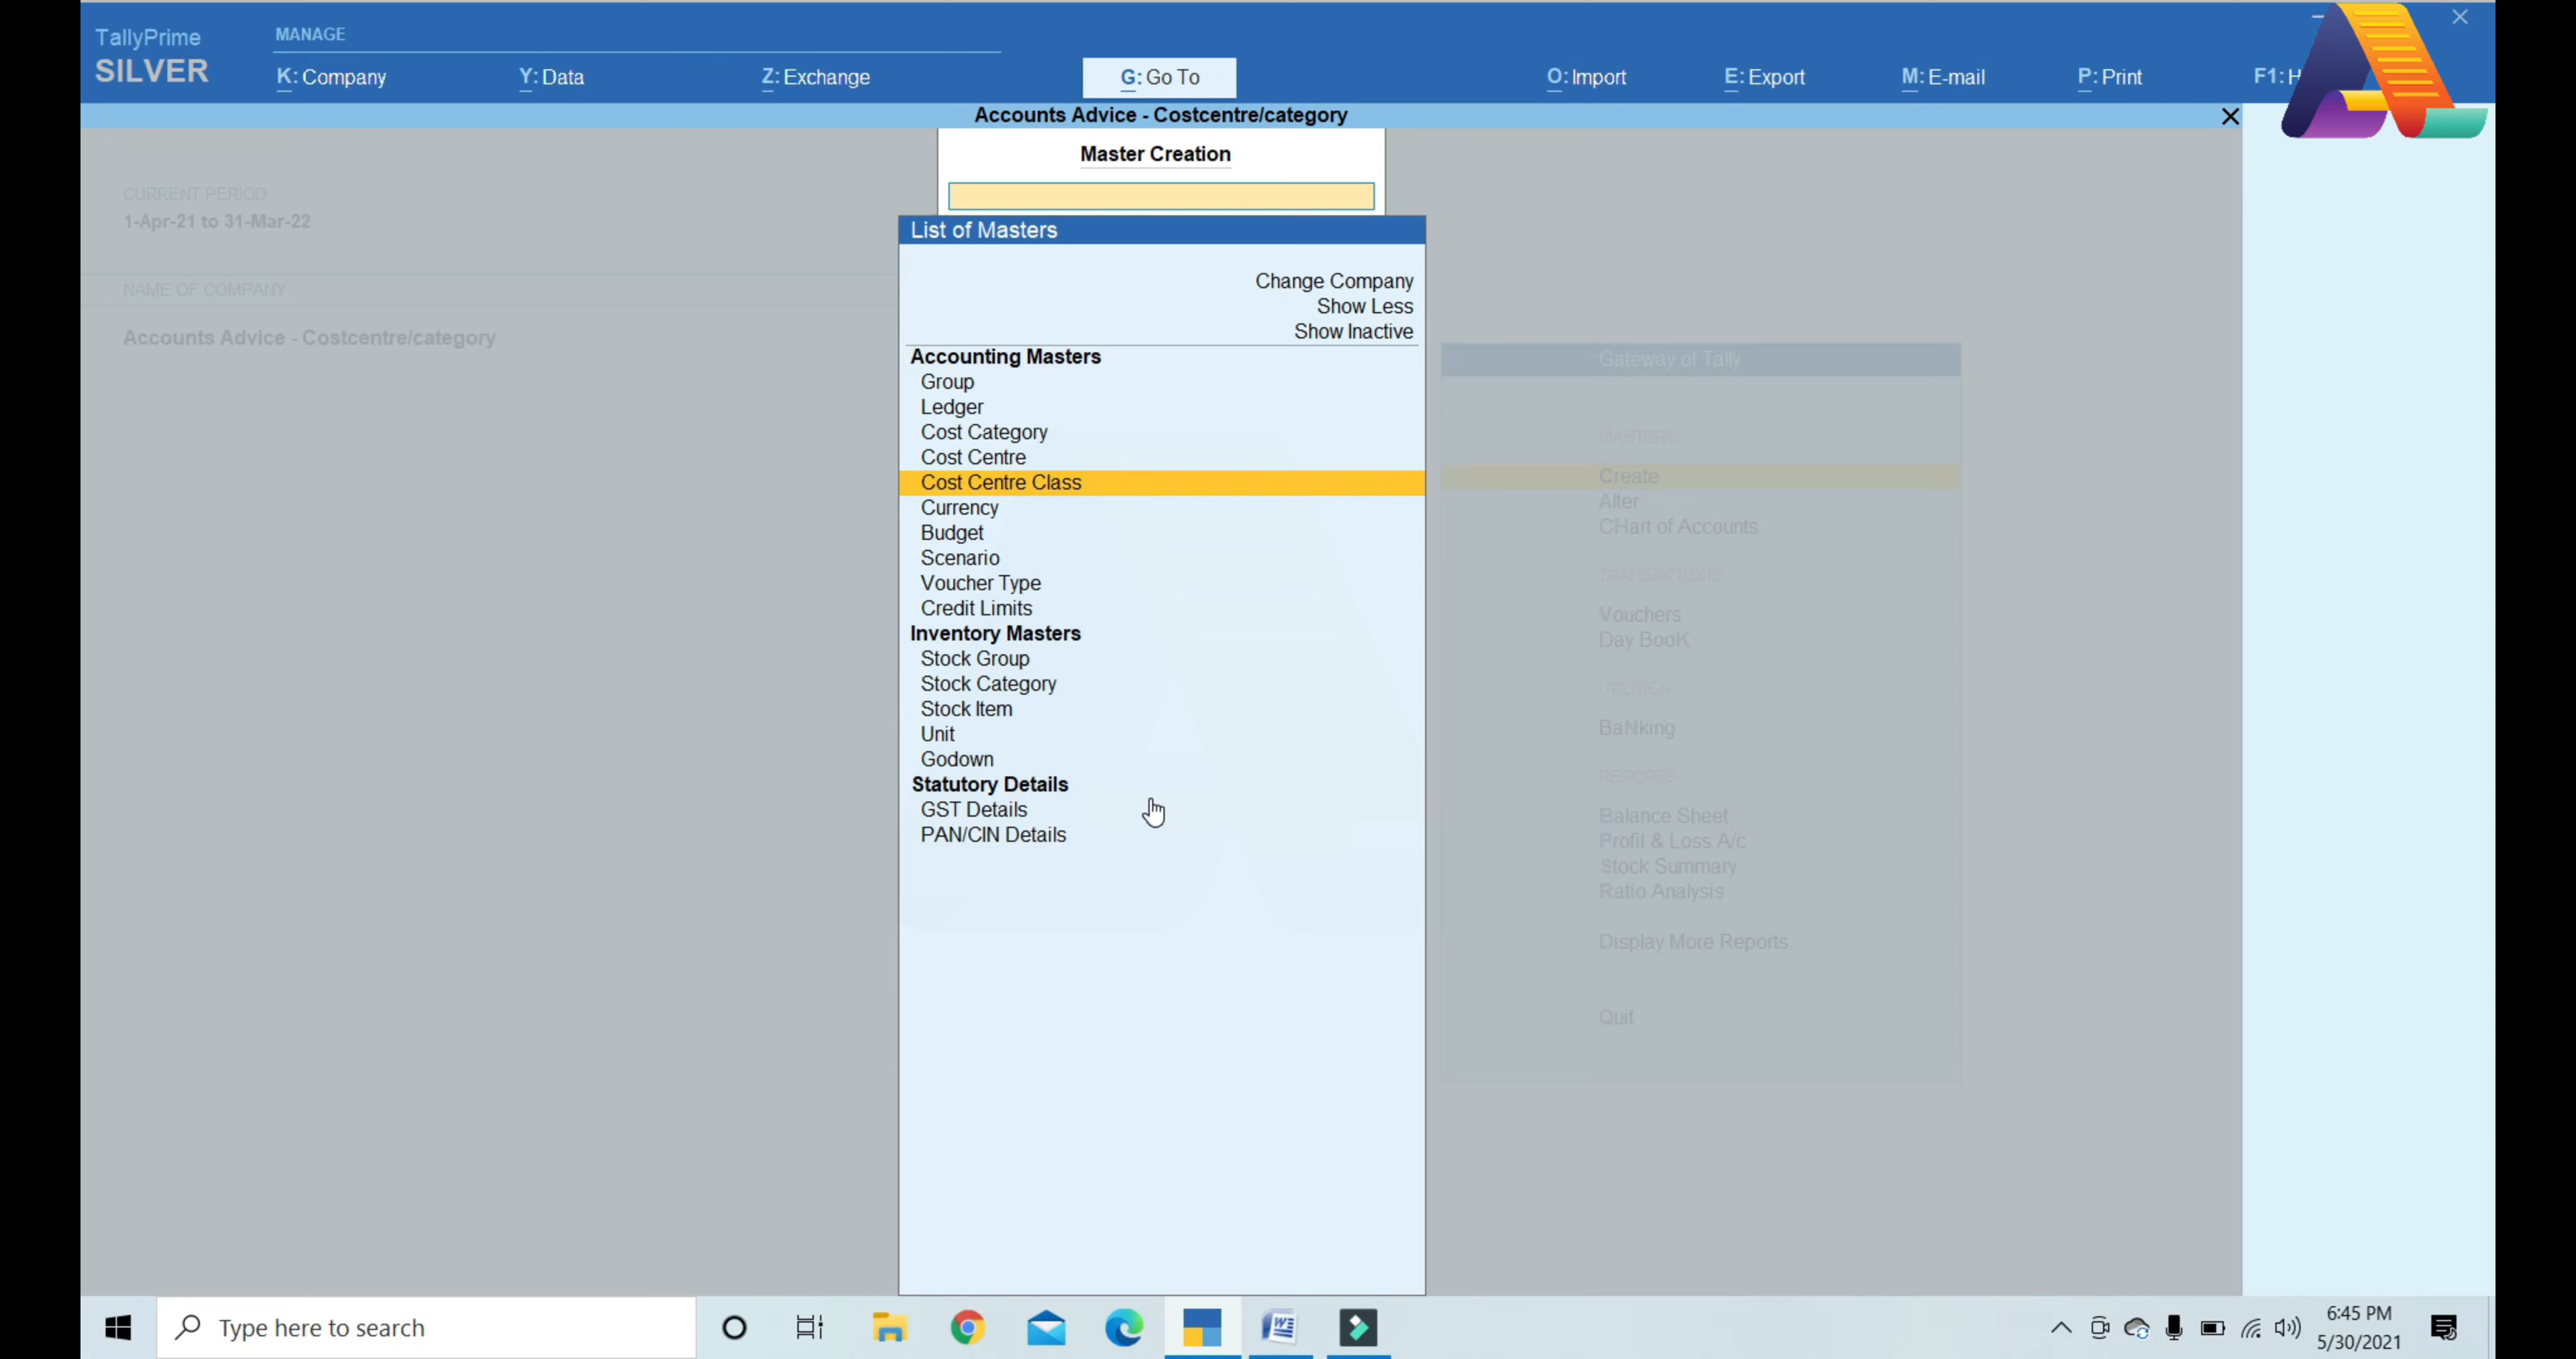 TallyPrime
SILVER
MANAGE
K: Company
Y: Data
Z: Exchange
G: Go To
O: Import
E: Export
M: E-mail
P: Print
F1: H
Accounts Advice - Costcentre/category
Master Creation
CURRENT PERIOD
1-Apr-21 to 31-Mar-22
NAME OF COMPANY
Accounts Advice - Costcentre/category
List of Masters
Change Company
Show Less
Show Inactive
Accounting Masters
Group
Ledger
Cost Category
Cost Centre
Cost Centre Class
Currency
Budget
Scenario
Voucher Type
Credit Limits
Inventory Masters
Stock Group
Stock Category
Stock Item
Unit
Godown
Statutory Details
GST Details
PAN/CIN Details
Gateway of Tally
MASTERS
Create
Alter
CHart of Accounts
TRANSACTIONS
Vouchers
Day BooK
UTILITIES
BaNking
REPORTS
Balance Sheet
Profit & Loss A/c
Stock Summary
Ratio Analysis
Display More Reports
Quit
Type here to search
6:45 PM
5/30/2021